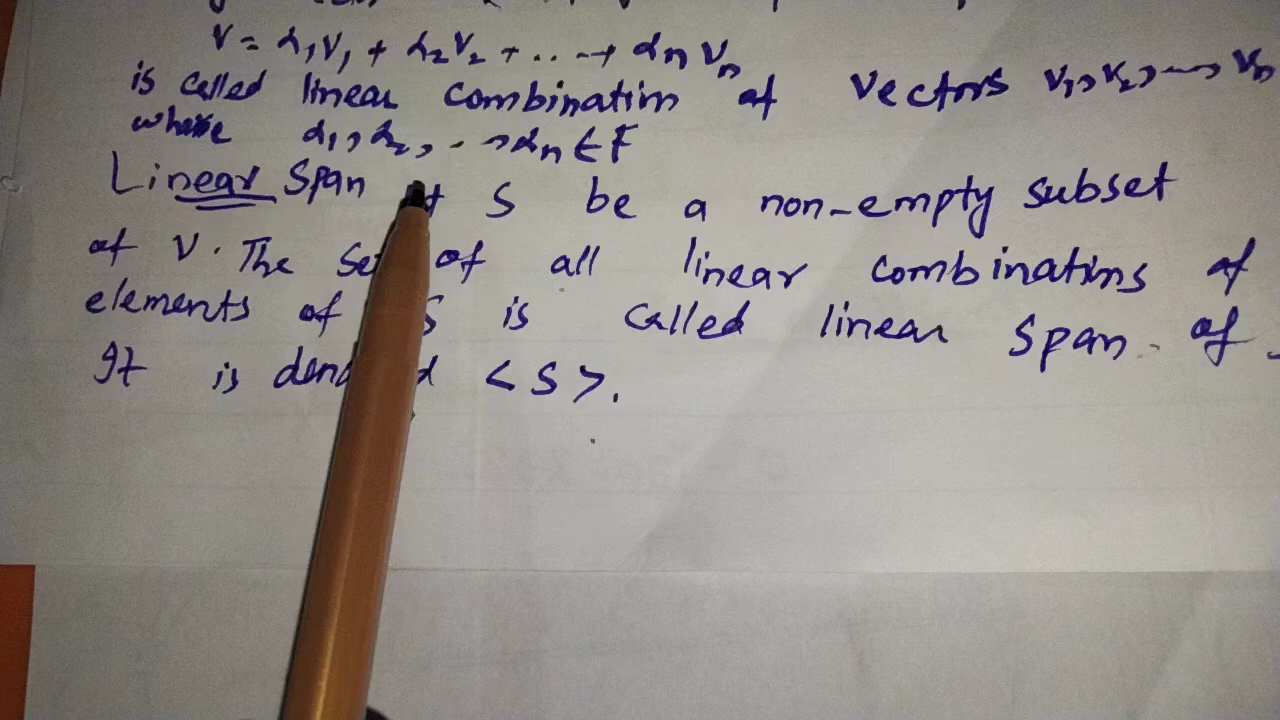 V = α₁V₁ + α₂V₂ + .. → αₙVₙ
is called linear combination of vectors V₁, V₂, → Vₙ
where α₁, α₂, . → αₙ ∈ F
Linear Span S be a non-empty subset
of V. The set of all linear combinations of
elements of S is called linear span of
It is <S>.